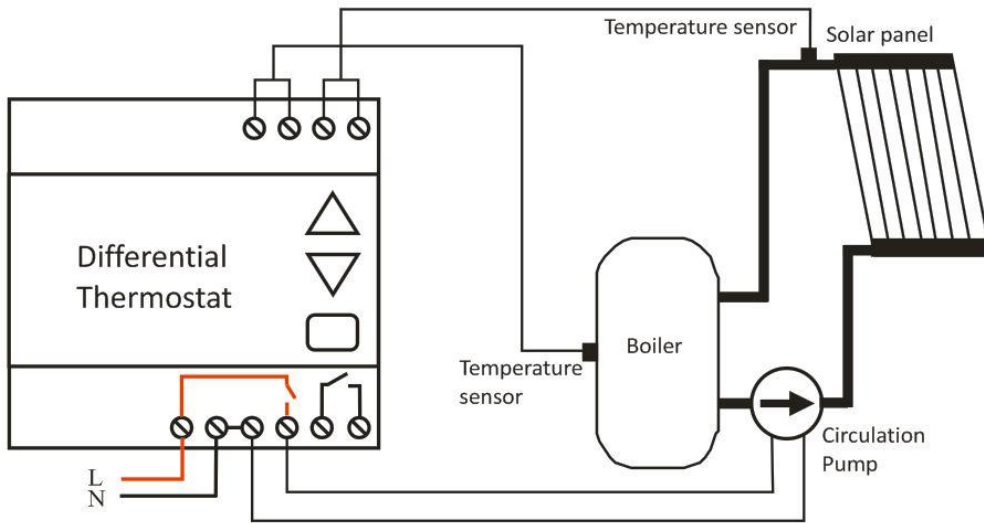 Temperature sensor
Solar panel
Differential
Thermostat
Boiler
Temperature
sensor
Circulation
Pump
L
N